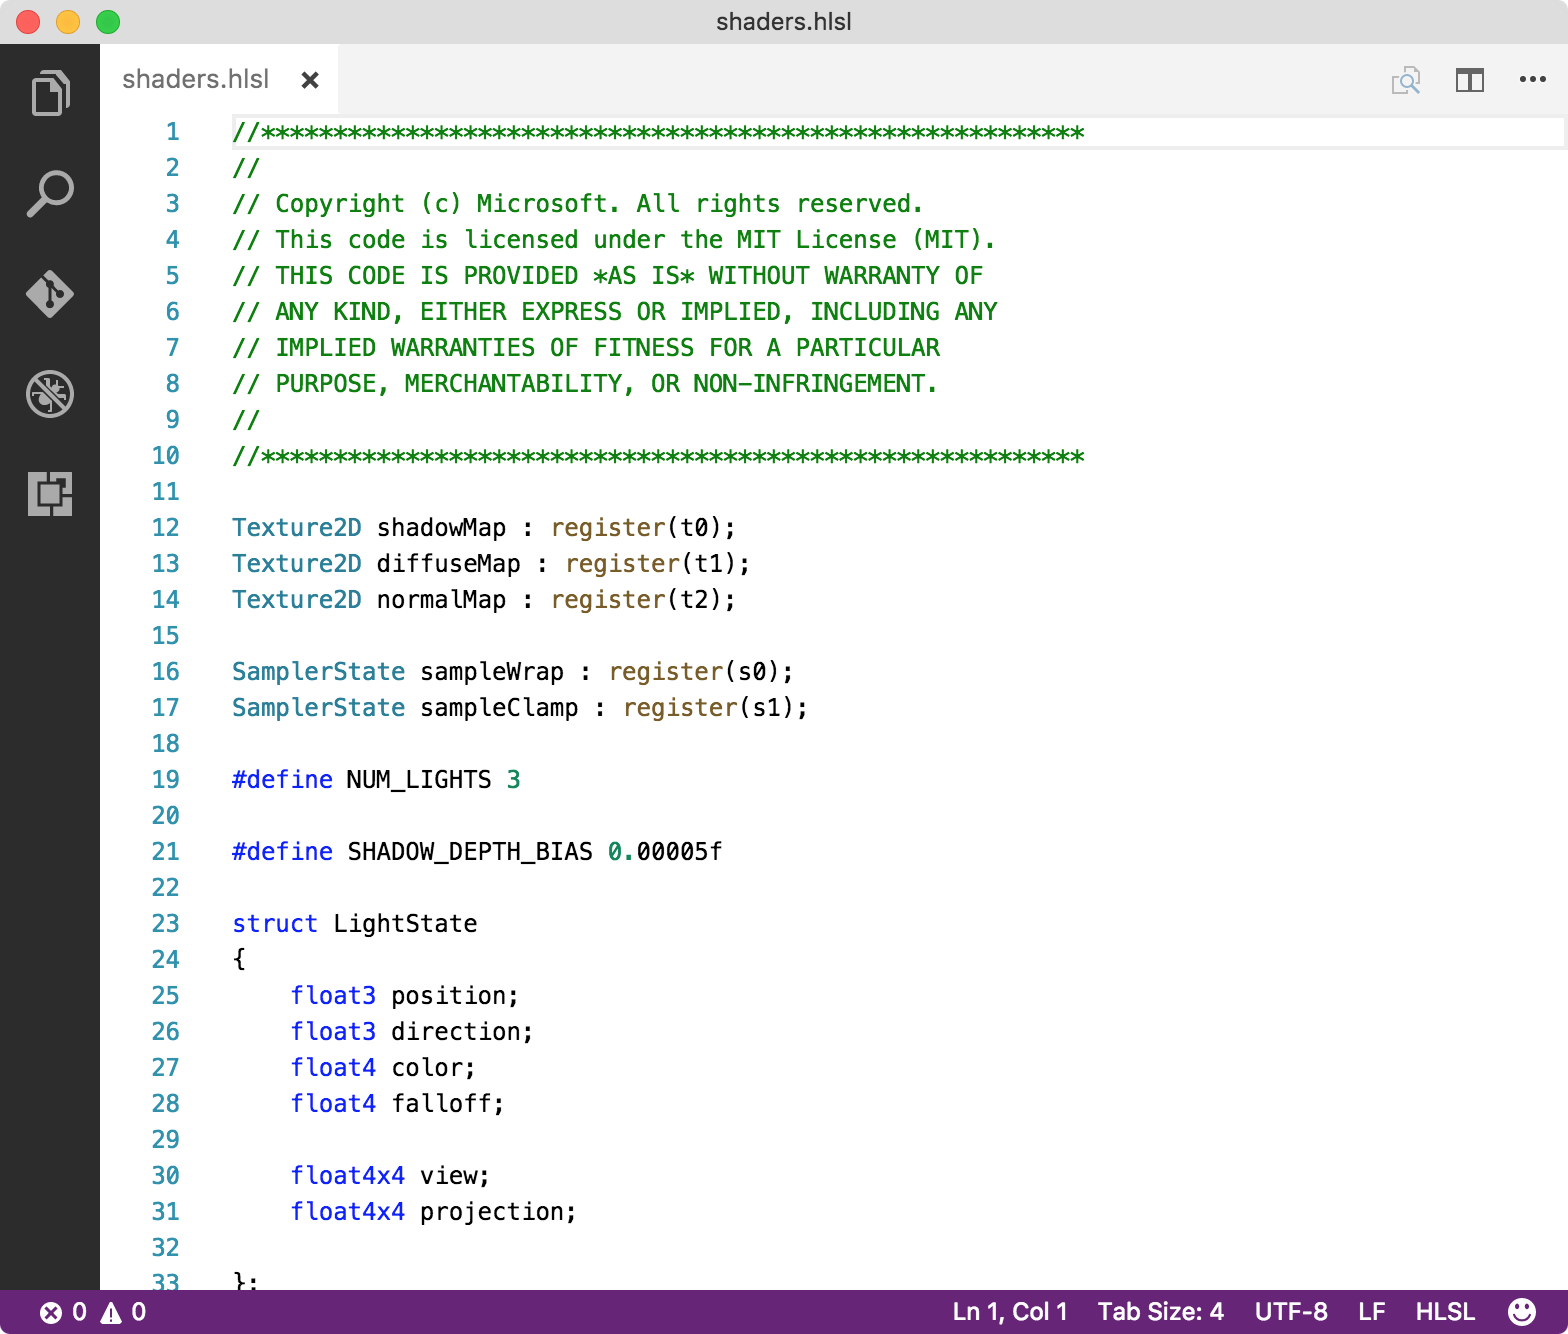 shaders.hlsl
shaders.hlsl
1 //*********************************************************
2 //
3 // Copyright (c) Microsoft. All rights reserved.
4 // This code is licensed under the MIT License (MIT).
5 // THIS CODE IS PROVIDED *AS IS* WITHOUT WARRANTY OF
6 // ANY KIND, EITHER EXPRESS OR IMPLIED, INCLUDING ANY
7 // IMPLIED WARRANTIES OF FITNESS FOR A PARTICULAR
8 // PURPOSE, MERCHANTABILITY, OR NON-INFRINGEMENT.
9 //
10 //*********************************************************
11
12 Texture2D shadowMap : register(t0);
13 Texture2D diffuseMap : register(t1);
14 Texture2D normalMap : register(t2);
15
16 SamplerState sampleWrap : register(s0);
17 SamplerState sampleClamp : register(s1);
18
19 #define NUM_LIGHTS 3
20
21 #define SHADOW_DEPTH_BIAS 0.00005f
22
23 struct LightState
24 {
25     float3 position;
26     float3 direction;
27     float4 color;
28     float4 falloff;
29
30     float4x4 view;
31     float4x4 projection;
32
33 };
0 0 Ln 1, Col 1 Tab Size: 4 UTF-8 LF HLSL